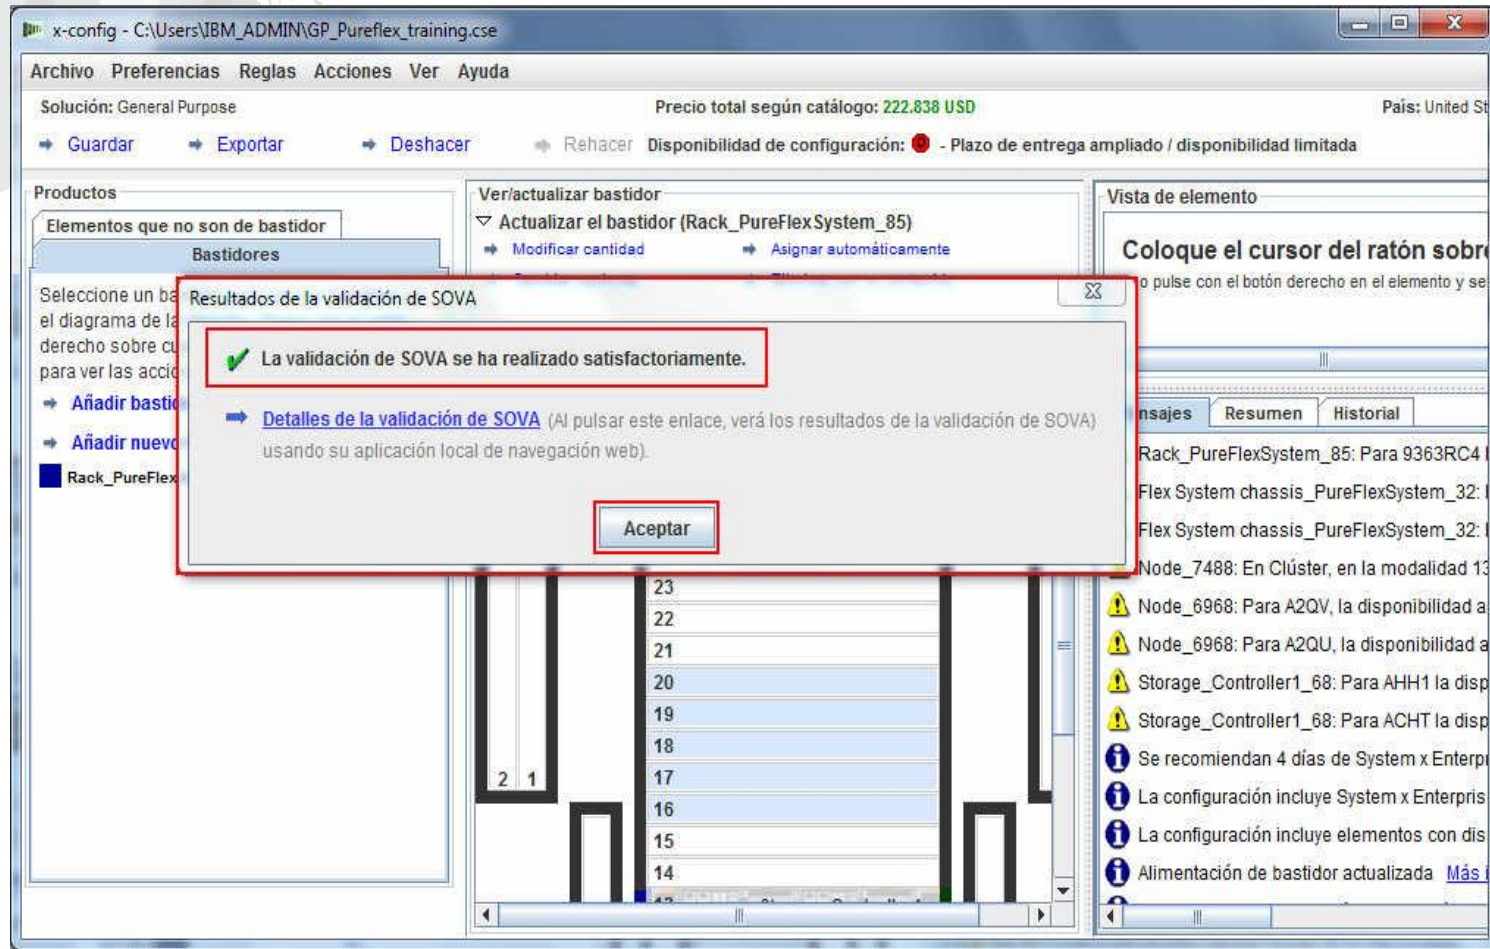 x-config - C:\Users\IBM_ADMIN\GP_Pureflex_training.cse
Archivo Preferencias Reglas Acciones Ver Ayuda
Solución: General Purpose
Precio total según catálogo: 222.838 USD
País: United St
Guardar
Exportar
Deshacer
Rehacer
Disponibilidad de configuración: - Plazo de entrega ampliado / disponibilidad limitada
Productos
Elementos que no son de bastidor
Bastidores
Seleccione un ba
el diagrama de la
derecho sobre cu
para ver las accio
Añadir bastid
Añadir nuevo
Rack_PureFlex
Ver/actualizar bastidor
Actualizar el bastidor (Rack_PureFlexSystem_85)
Modificar cantidad
Asignar automáticamente
Resultados de la validación de SOVA
La validación de SOVA se ha realizado satisfactoriamente.
Detalles de la validación de SOVA (Al pulsar este enlace, verá los resultados de la validación de SOVA)
usando su aplicación local de navegación web).
Aceptar
23
22
21
20
19
18
17
16
15
14
2 1
Vista de elemento
Coloque el cursor del ratón sobre
o pulse con el botón derecho en el elemento y se
nsajes
Resumen
Historial
Rack_PureFlexSystem_85: Para 9363RC4 l
Flex System chassis_PureFlexSystem_32: l
Flex System chassis_PureFlexSystem_32: l
Node_7488: En Clúster, en la modalidad 13
Node_6968: Para A2QV, la disponibilidad a
Node_6968: Para A2QU, la disponibilidad a
Storage_Controller1_68: Para AHH1 la disp
Storage_Controller1_68: Para ACHT la disp
Se recomiendan 4 días de System x Enterpr
La configuración incluye System x Enterpris
La configuración incluye elementos con dis
Alimentación de bastidor actualizada Más i